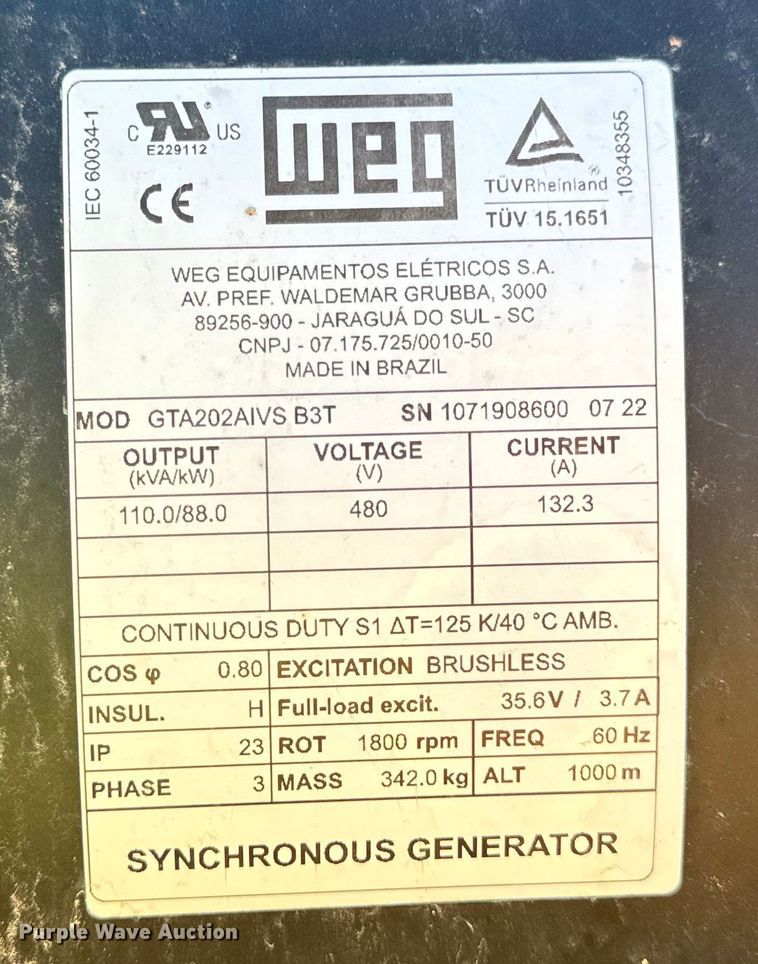 IEC 60034-1
C RU® US
E229112
CE
WEG
TÜVRheinland®
TÜV 15.1651
10348355
WEG EQUIPAMENTOS ELÉTRICOS S.A.
AV. PREF. WALDEMAR GRUBBA, 3000
89256-900 - JARAGUÁ DO SUL - SC
CNPJ - 07.175.725/0010-50
MADE IN BRAZIL
MOD GTA202AIVS B3T SN 1071908600 07 22
OUTPUT VOLTAGE CURRENT
(kVA/kW) (V) (A)
110.0/88.0 480 132.3
CONTINUOUS DUTY S1 ΔT=125 K/40 °C AMB.
COS φ 0.80 EXCITATION BRUSHLESS
INSUL. H Full-load excit. 35.6V / 3.7A
IP 23 ROT 1800 rpm FREQ 60 Hz
PHASE 3 MASS 342.0 kg ALT 1000 m
SYNCHRONOUS GENERATOR
Purple Wave Auction